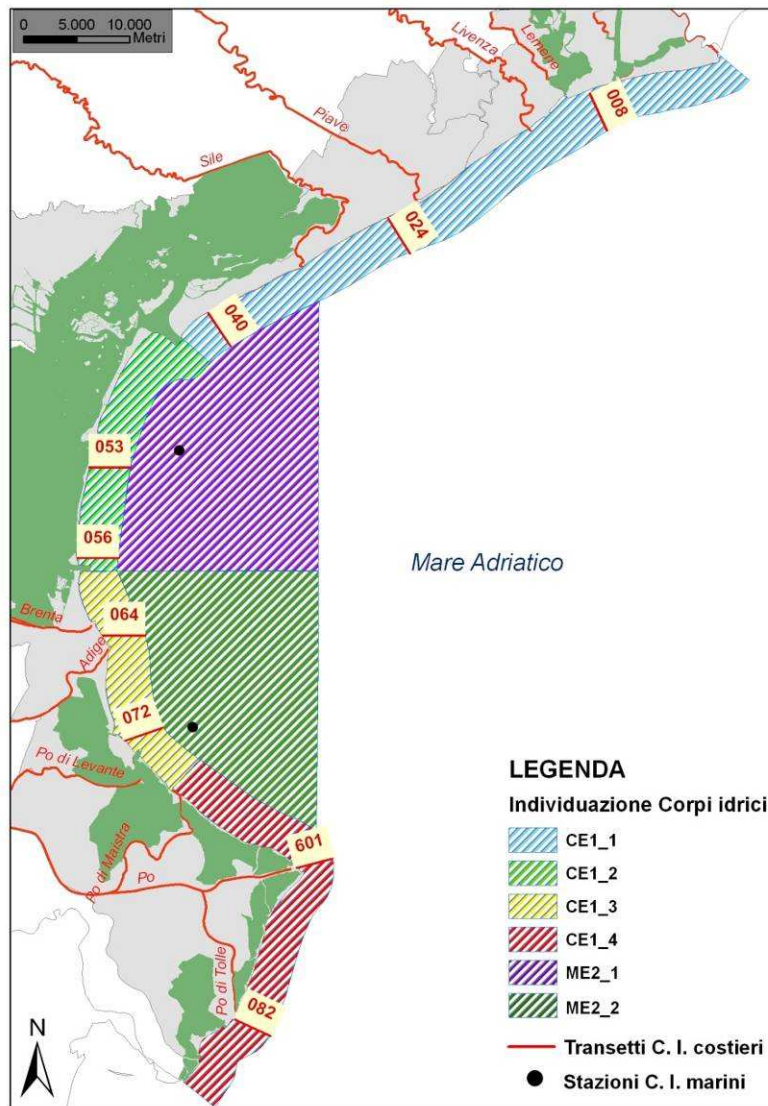 0 5.000 10.000
Metri
Livenza
Lemene
008
Piave
Sile
024
040
053
056
Mare Adriatico
064
Brenta
Adige
072
Po di Levante
601
Po di Maistra
Po
Po di Tolle
082
N
LEGENDA
Individuazione Corpi idrici
CE1_1
CE1_2
CE1_3
CE1_4
ME2_1
ME2_2
Transetti C. I. costieri
Stazioni C. I. marini